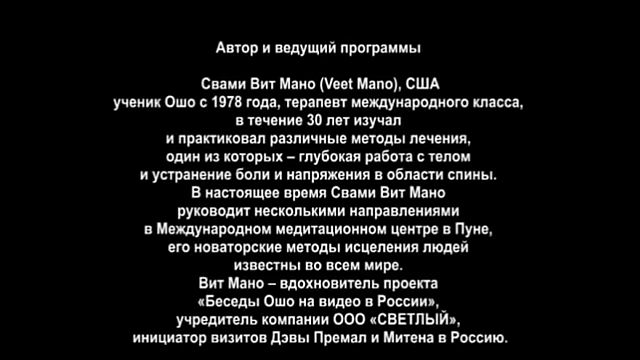 Автор и ведущий программы
Свами Вит Мано (Veet Mano), США
ученик Ошо с 1978 года, терапевт международного класса,
в течение 30 лет изучал
и практиковал различные методы лечения,
один из которых – глубокая работа с телом
и устранение боли и напряжения в области спины.
В настоящее время Свами Вит Мано
руководит несколькими направлениями
в Международном медитационном центре в Пуне,
его новаторские методы исцеления людей
известны во всем мире.
Вит Мано – вдохновитель проекта
«Беседы Ошо на видео в России»,
учредитель компании ООО «СВЕТЛЫЙ»,
инициатор визитов Дэвы Премал и Митена в Россию.